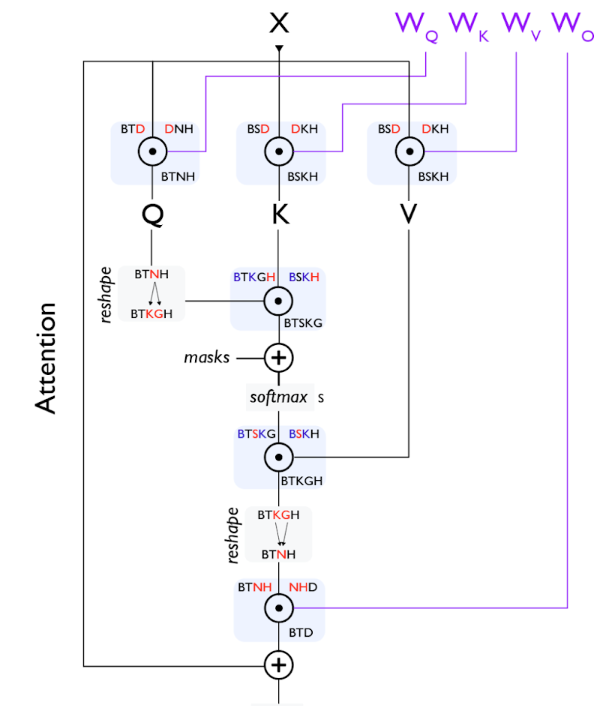 X
W_Q W_K W_V W_O
BTD DNH
BTNH
BSD DKH
BSKH
BSD DKH
BSKH
Q
K
V
Attention
reshape
BTNH
BTKGH
BTKGH BSKH
BTSKG
masks
softmax s
BTSKG BSKH
BTKGH
reshape
BTKGH
BTNH
BTNH NHD
BTD